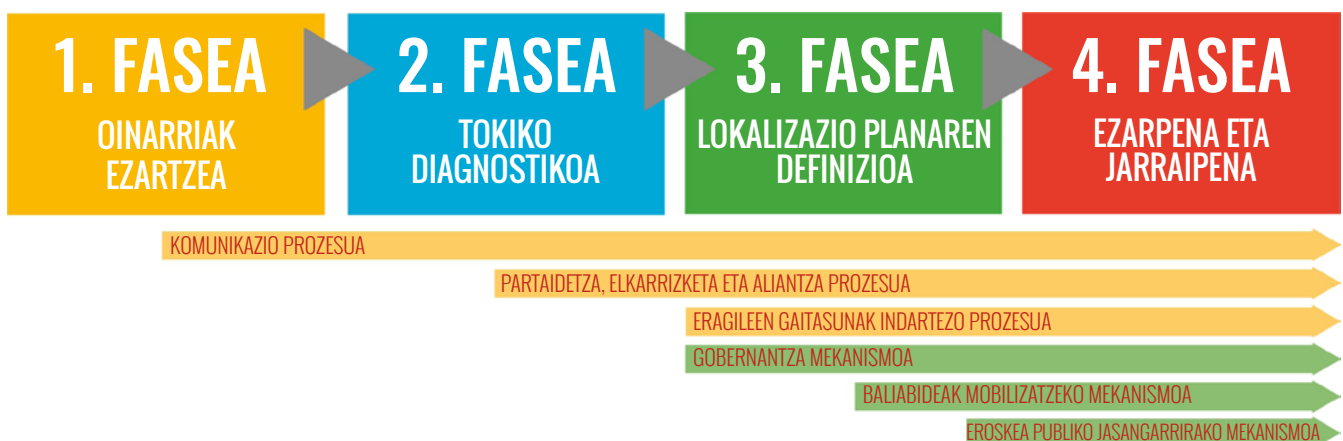 1. FASEA
OINARRIAK
EZARTZEA
2. FASEA
TOKIKO
DIAGNOSTIKOA
3. FASEA
LOKALIZAZIO PLANAREN
DEFINIZIOA
4. FASEA
EZARPENA ETA
JARRAIPENA
KOMUNIKAZIO PROZESUA
PARTAIDETZA, ELKARRIZKETA ETA ALIANTZA PROZESUA
ERAGILEEN GAITASUNAK INDARTEZO PROZESUA
GOBERNANTZA MEKANISMOA
BALIABIDEAK MOBILIZATZEKO MEKANISMOA
EROSKEA PUBLIKO JASANGARRIRAKO MEKANISMOA